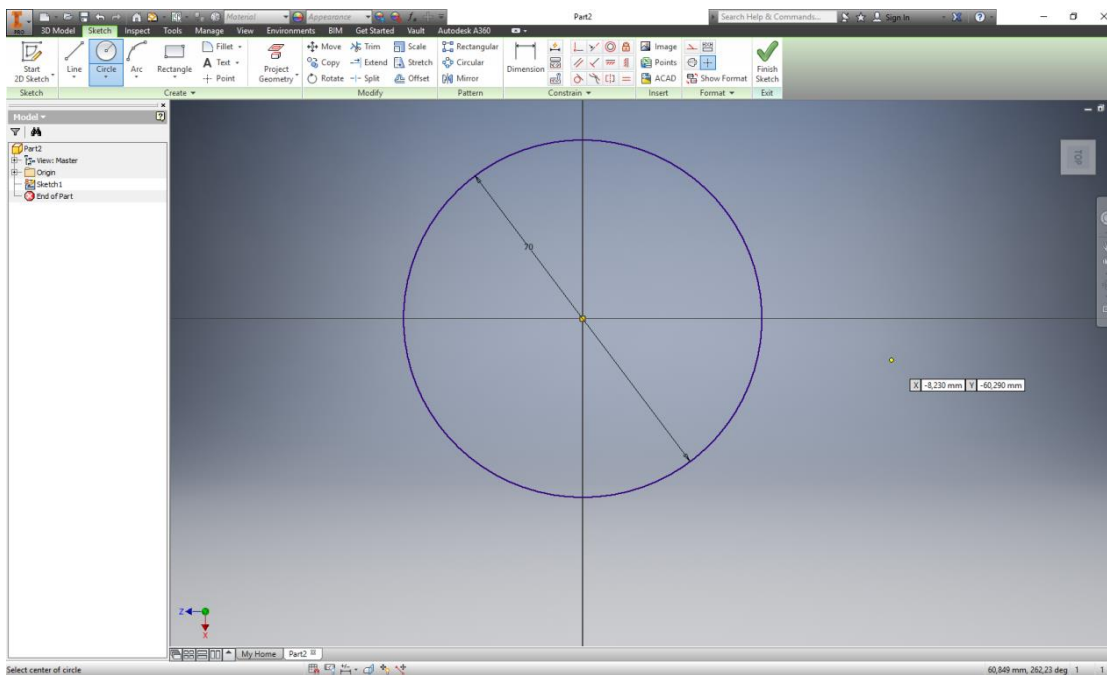 Material Appearance Part2 Search Help & Commands... Sign In
PRO 3D Model Sketch Inspect Tools Manage View Environments BIM Get Started Vault Autodesk A360
Start
2D Sketch
Line
Circle
Arc
Rectangle
Fillet
Text
Point
Project
Geometry
Move Trim Scale
Copy Extend Stretch
Rotate Split Offset
Rectangular
Circular
Mirror
Dimension
Image
Points
ACAD
Show Format
Finish
Sketch
Sketch Create Modify Pattern Constrain Insert Format Exit
Model
Part2
View: Master
Origin
Sketch1
End of Part
TOP
70
X -8,230 mm Y -60,290 mm
Z
X
My Home Part2
Select center of circle
60,849 mm, 262,23 deg 1 1